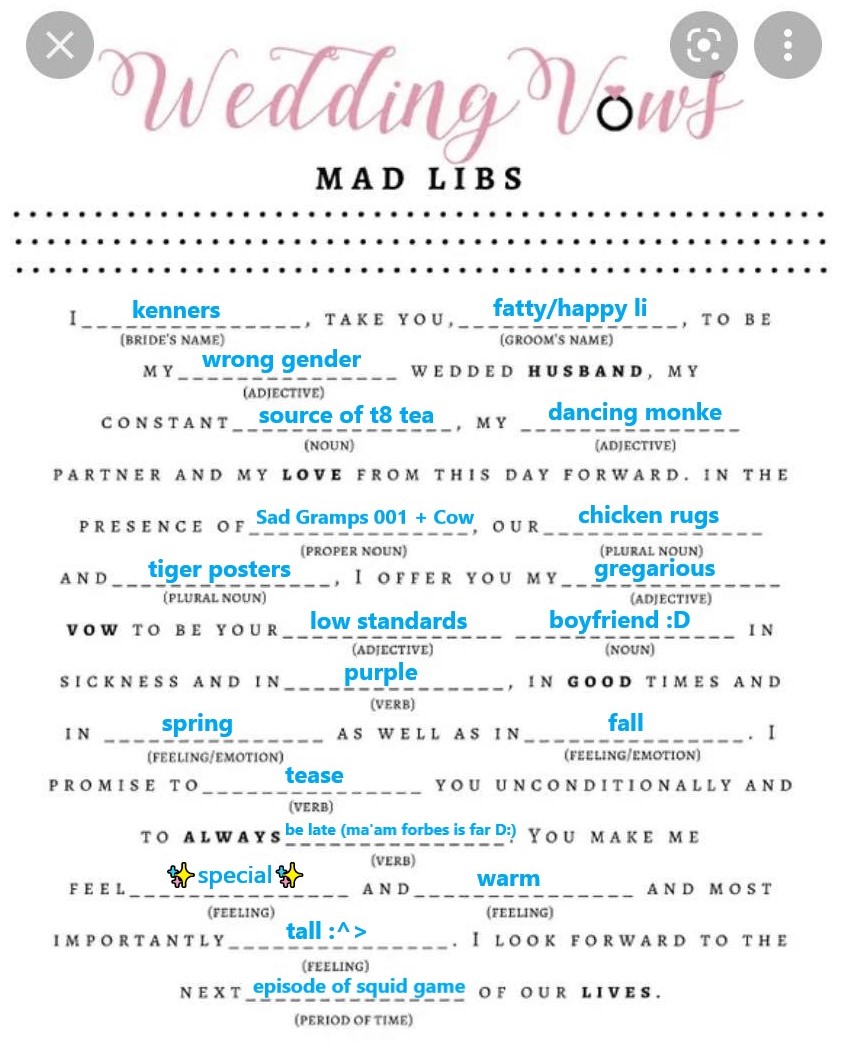 Wedding Vows
MAD LIBS
I kenners, TAKE YOU, fatty/happy li, TO BE
(BRIDE'S NAME) (GROOM'S NAME)
MY wrong gender WEDDED HUSBAND, MY
(ADJECTIVE)
CONSTANT source of t8 tea, MY dancing monke
(NOUN) (ADJECTIVE)
PARTNER AND MY LOVE FROM THIS DAY FORWARD. IN THE
PRESENCE OF Sad Gramps 001 + Cow, OUR chicken rugs
(PROPER NOUN) (PLURAL NOUN)
AND tiger posters, I OFFER YOU MY gregarious
(PLURAL NOUN) (ADJECTIVE)
VOW TO BE YOUR low standards boyfriend :D IN
(ADJECTIVE) (NOUN)
SICKNESS AND IN purple, IN GOOD TIMES AND
(VERB)
IN spring AS WELL AS IN fall. I
(FEELING/EMOTION) (FEELING/EMOTION)
PROMISE TO tease YOU UNCONDITIONALLY AND
(VERB)
TO ALWAYS be late (ma'am forbes is far D:). YOU MAKE ME
(VERB)
FEEL ✨special✨ AND warm AND MOST
(FEELING) (FEELING)
IMPORTANTLY tall :^>. I LOOK FORWARD TO THE
(FEELING)
NEXT episode of squid game OF OUR LIVES.
(PERIOD OF TIME)